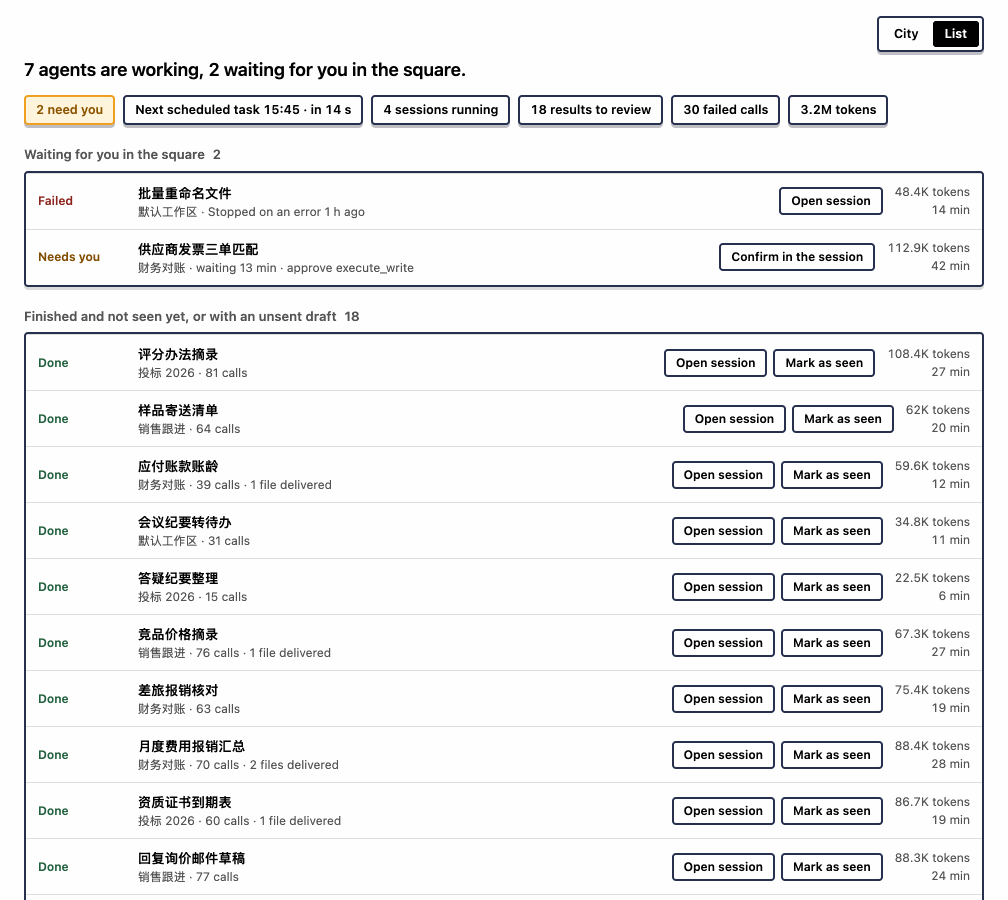 City List
7 agents are working, 2 waiting for you in the square.
2 need you Next scheduled task 15:45 · in 14 s 4 sessions running 18 results to review 30 failed calls 3.2M tokens
Waiting for you in the square 2
Failed 批量重命名文件 Open session 48.4K tokens
默认工作区 · Stopped on an error 1 h ago 14 min
Needs you 供应商发票三单匹配 Confirm in the session 112.9K tokens
财务对账 · waiting 13 min · approve execute_write 42 min
Finished and not seen yet, or with an unsent draft 18
Done 评分办法摘录 Open session Mark as seen 108.4K tokens
投标 2026 · 81 calls 27 min
Done 样品寄送清单 Open session Mark as seen 62K tokens
销售跟进 · 64 calls 20 min
Done 应付账款账龄 Open session Mark as seen 59.6K tokens
财务对账 · 39 calls · 1 file delivered 12 min
Done 会议纪要转待办 Open session Mark as seen 34.8K tokens
默认工作区 · 31 calls 11 min
Done 答疑纪要整理 Open session Mark as seen 22.5K tokens
投标 2026 · 15 calls 6 min
Done 竞品价格摘录 Open session Mark as seen 67.3K tokens
销售跟进 · 76 calls · 1 file delivered 27 min
Done 差旅报销核对 Open session Mark as seen 75.4K tokens
财务对账 · 63 calls 19 min
Done 月度费用报销汇总 Open session Mark as seen 88.4K tokens
财务对账 · 70 calls · 2 files delivered 28 min
Done 资质证书到期表 Open session Mark as seen 86.7K tokens
投标 2026 · 60 calls · 1 file delivered 19 min
Done 回复询价邮件草稿 Open session Mark as seen 88.3K tokens
销售跟进 · 77 calls 24 min